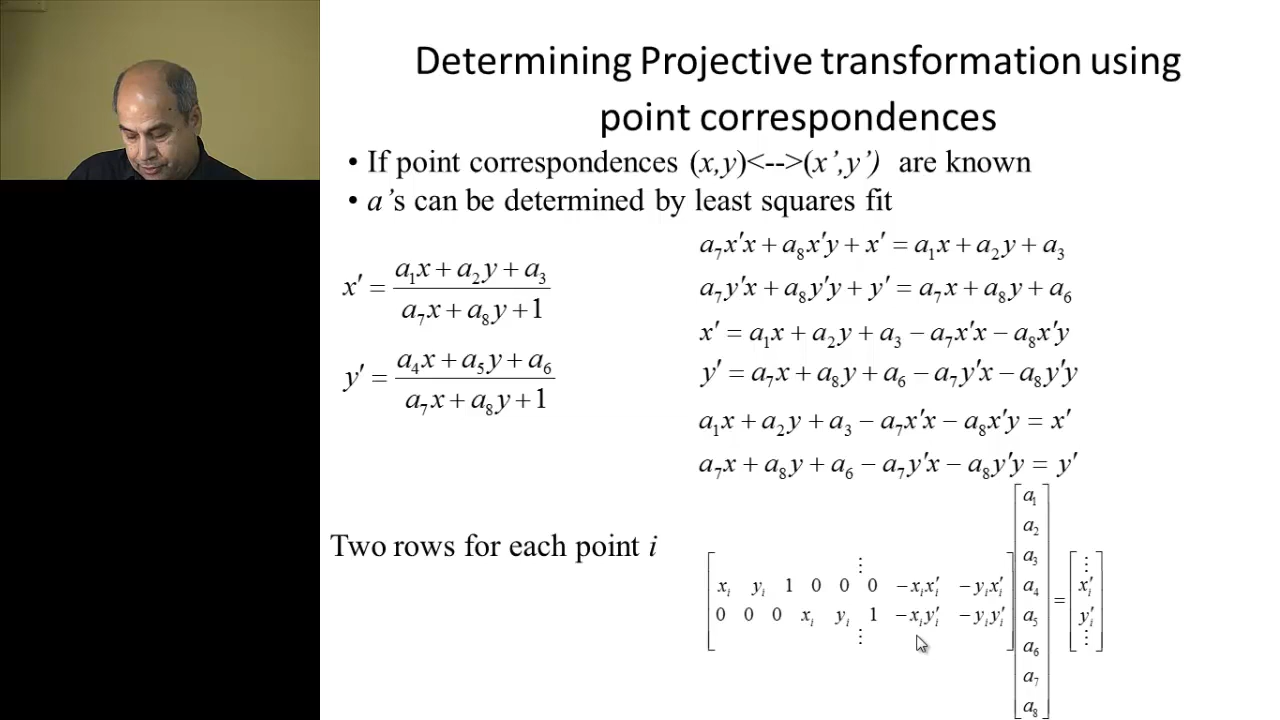 Determining Projective transformation using
point correspondences
• If point correspondences (x,y)<-->(x’,y’) are known
• a’s can be determined by least squares fit
x′ = (a₁x + a₂y + a₃) / (a₇x + a₈y + 1)
y′ = (a₄x + a₅y + a₆) / (a₇x + a₈y + 1)
a₇x′x + a₈x′y + x′ = a₁x + a₂y + a₃
a₇y′x + a₈y′y + y′ = a₇x + a₈y + a₆
x′ = a₁x + a₂y + a₃ − a₇x′x − a₈x′y
y′ = a₇x + a₈y + a₆ − a₇y′x − a₈y′y
a₁x + a₂y + a₃ − a₇x′x − a₈x′y = x′
a₇x + a₈y + a₆ − a₇y′x − a₈y′y = y′
Two rows for each point i
⋮
xᵢ yᵢ 1 0 0 0 −xᵢx′ᵢ −yᵢx′ᵢ
0 0 0 xᵢ yᵢ 1 −xᵢy′ᵢ −yᵢy′ᵢ
⋮
a₁
a₂
a₃
a₄
a₅
a₆
a₇
a₈
=
⋮
x′ᵢ
y′ᵢ
⋮